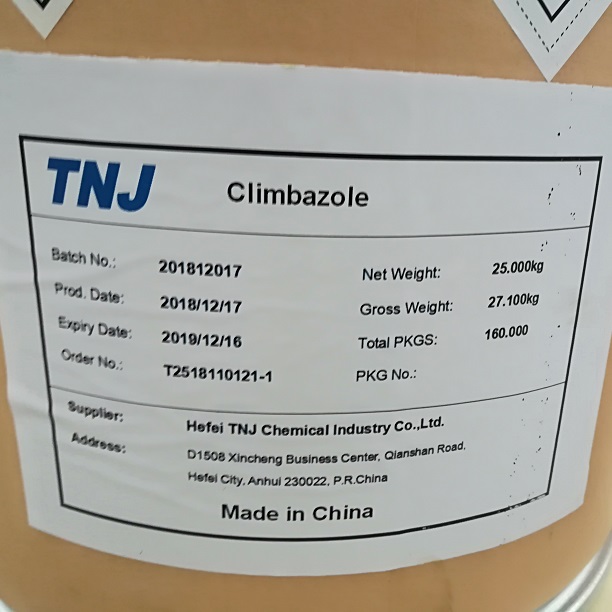 TNJ Climbazole
Batch No.: 201812017 Net Weight: 25.000kg
Prod. Date: 2018/12/17 Gross Weight: 27.100kg
Expiry Date: 2019/12/16 Total PKGS: 160.000
Order No.: T2518110121-1 PKG No.:
Supplier: Hefei TNJ Chemical Industry Co.,Ltd.
Address: D1508 Xincheng Business Center, Qianshan Road,
Hefei City, Anhui 230022, P.R.China
Made in China